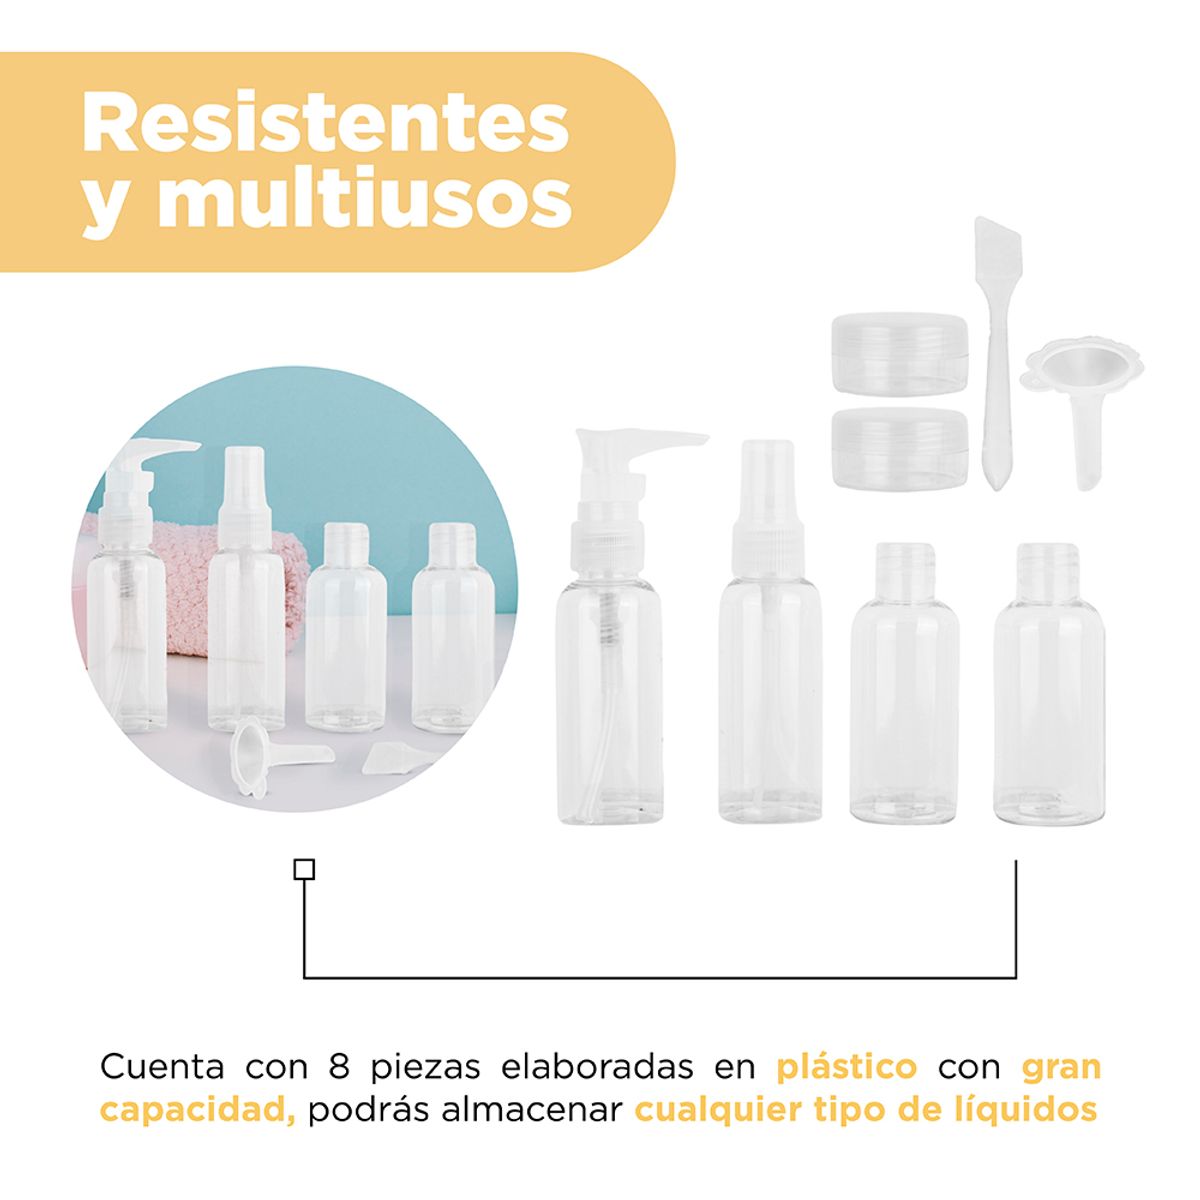 Resistentes
y multiusos
Cuenta con 8 piezas elaboradas en plástico con gran
capacidad, podrás almacenar cualquier tipo de líquidos